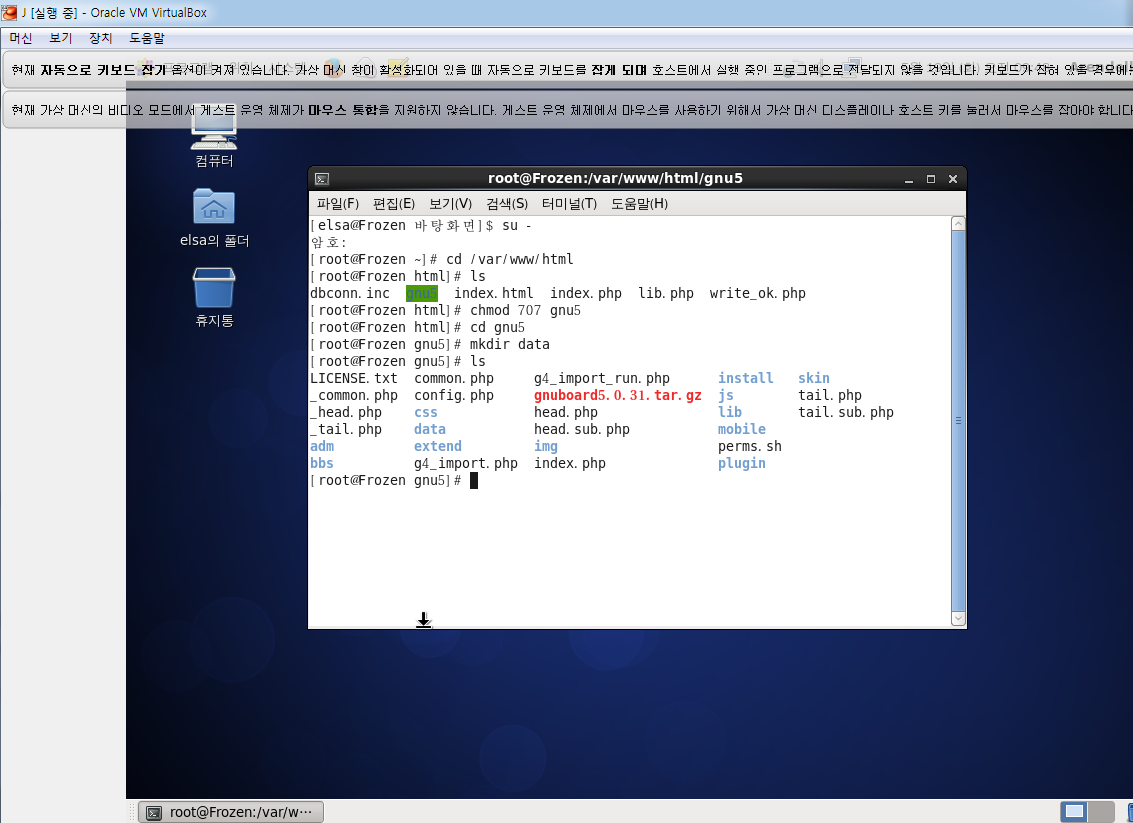 J [실행 중] - Oracle VM VirtualBox
머신 보기 장치 도움말
현재 자동으로 키보드 잡기 옵션이 켜져 있습니다. 가상 머신 창이 활성화되어 있을 때 자동으로 키보드를 잡게 되며 호스트에서 실행 중인 프로그램으로 전달되지 않을 것입니다. 키보드가 잡혀 있을 경우에는
현재 가상 머신의 비디오 모드에서 게스트 운영 체제가 마우스 통합을 지원하지 않습니다. 게스트 운영 체제에서 마우스를 사용하기 위해서 가상 머신 디스플레이나 호스트 키를 눌러서 마우스를 잡아야 합니다
컴퓨터
elsa의 폴더
휴지통
root@Frozen:/var/www/html/gnu5
파일(F) 편집(E) 보기(V) 검색(S) 터미널(T) 도움말(H)
[elsa@Frozen 바탕화면]$ su -
암호:
[root@Frozen ~]# cd /var/www/html
[root@Frozen html]# ls
dbconn.inc gnu5 index.html index.php lib.php write_ok.php
[root@Frozen html]# chmod 707 gnu5
[root@Frozen html]# cd gnu5
[root@Frozen gnu5]# mkdir data
[root@Frozen gnu5]# ls
LICENSE.txt common.php g4_import_run.php install skin
_common.php config.php gnuboard5.0.31.tar.gz js tail.php
_head.php css head.php lib tail.sub.php
_tail.php data head.sub.php mobile
adm extend img perms.sh
bbs g4_import.php index.php plugin
[root@Frozen gnu5]#
root@Frozen:/var/w…